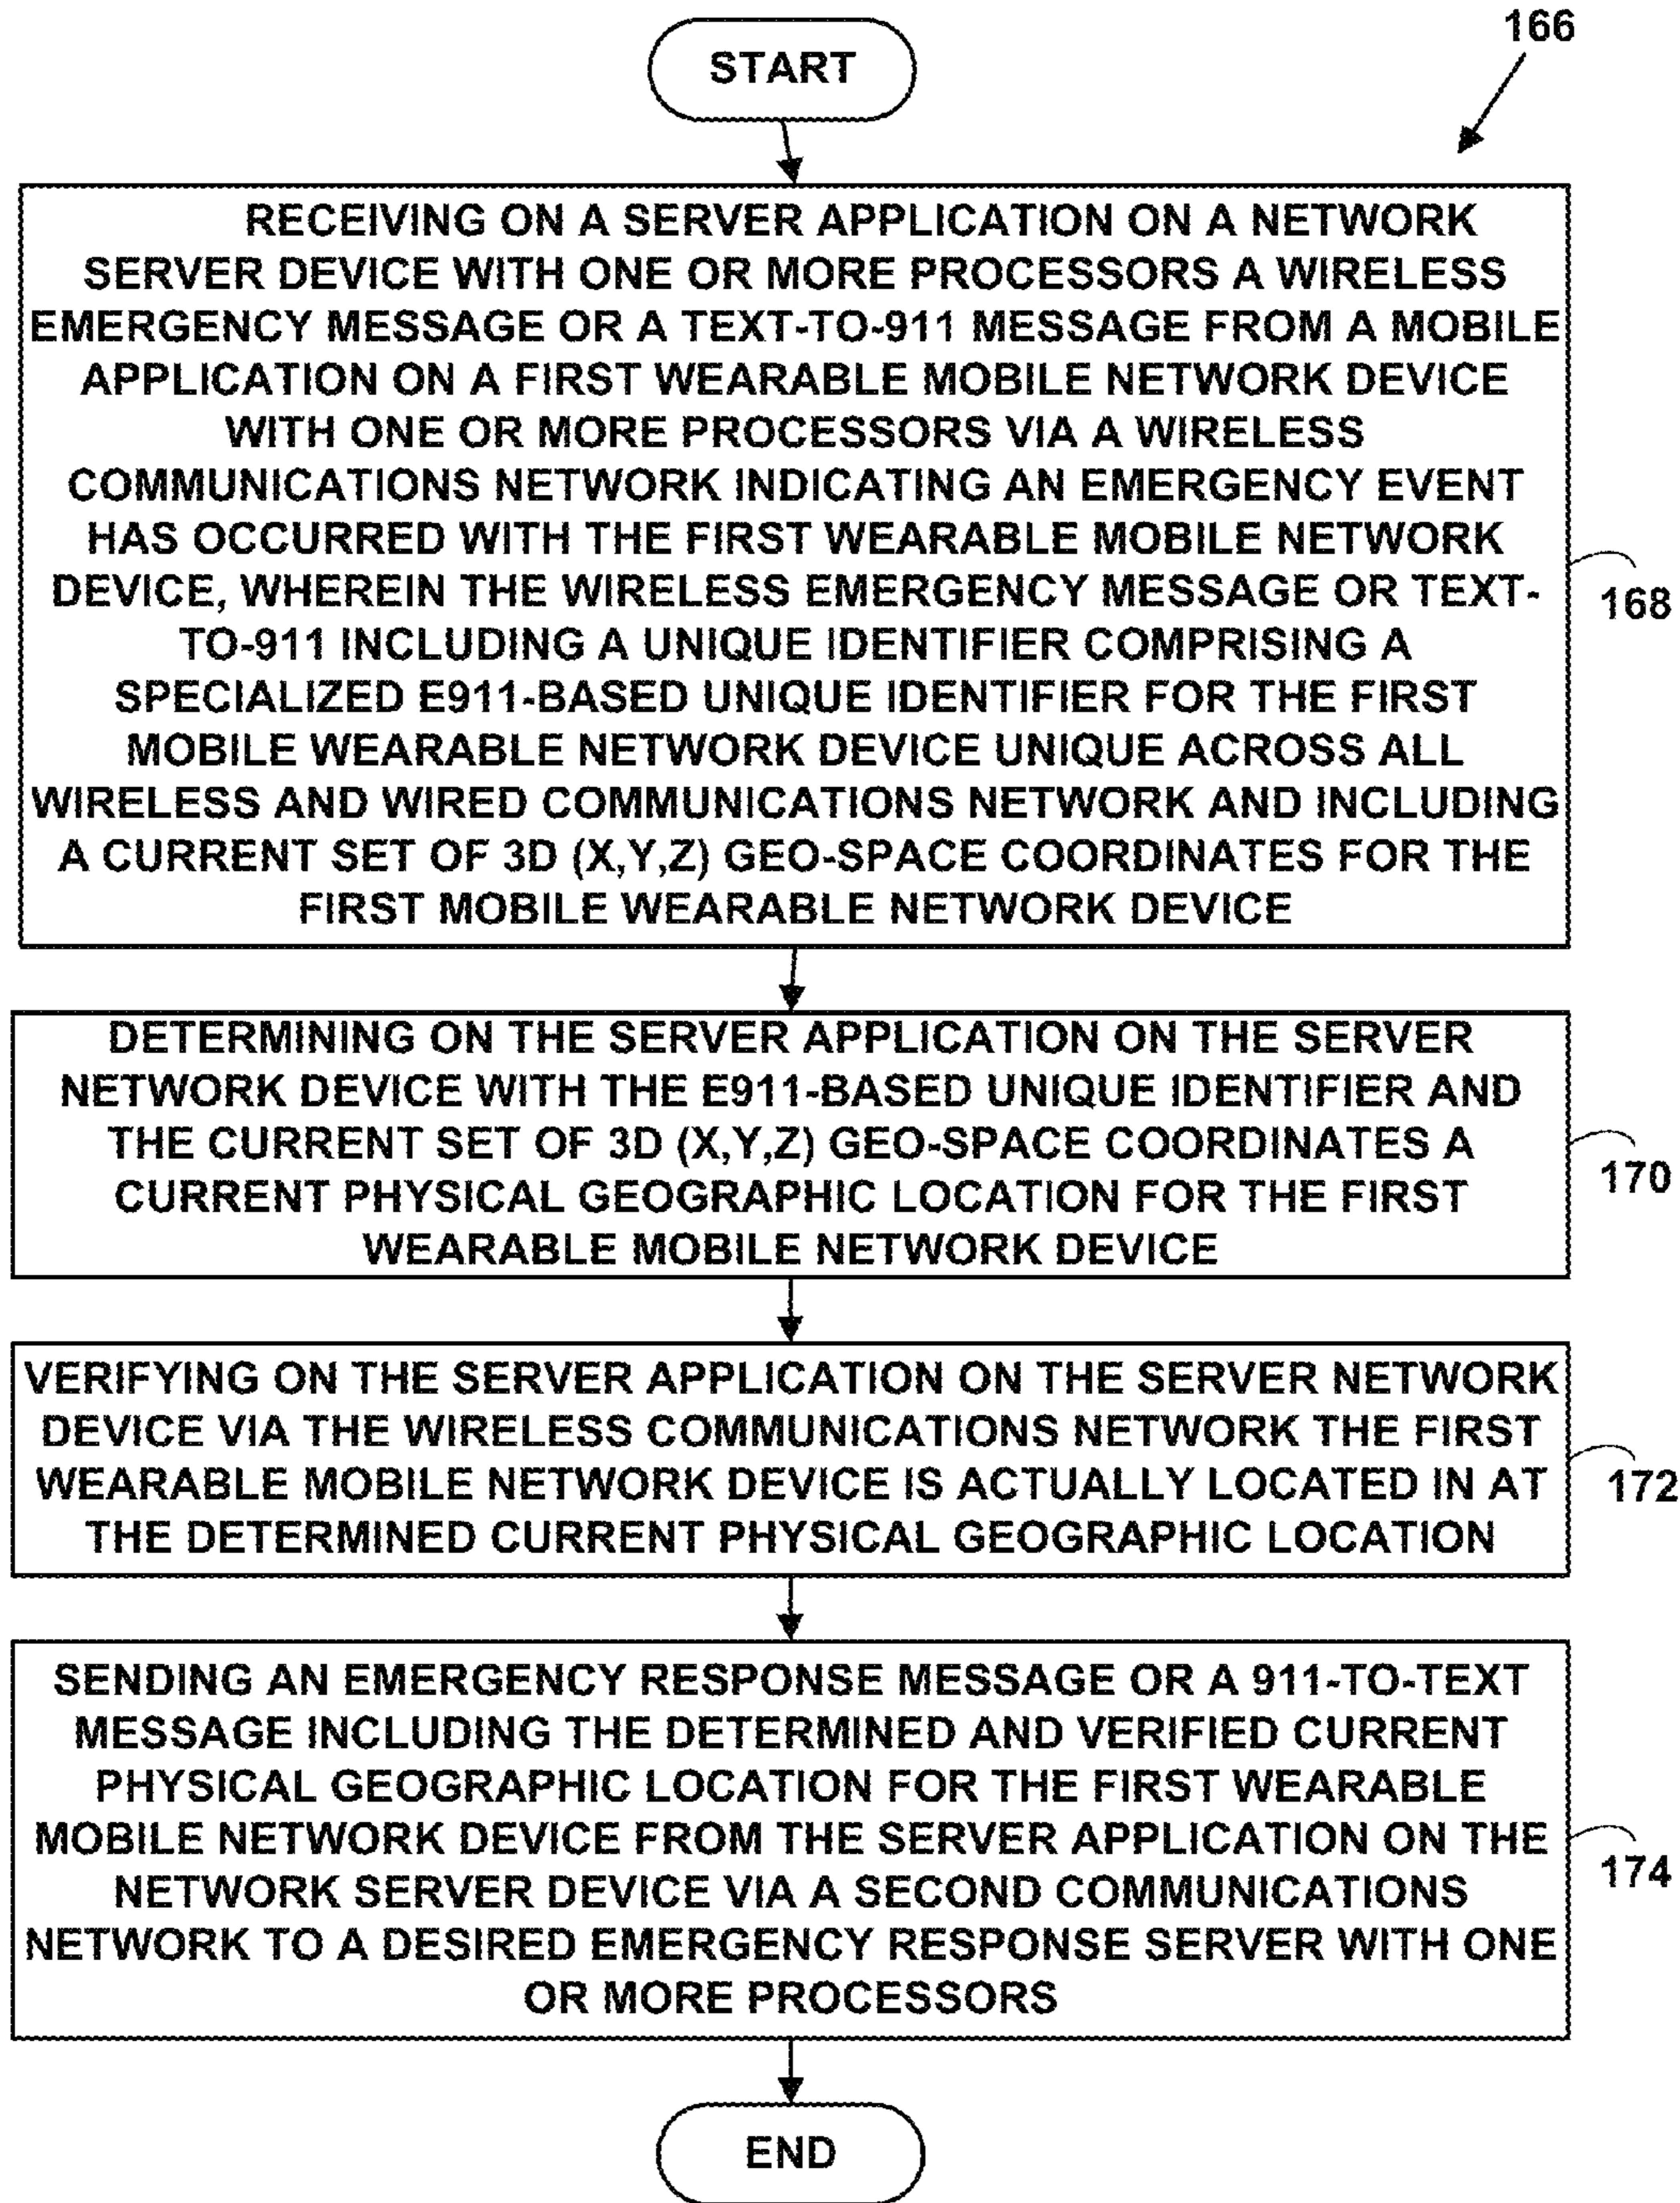 166
START
RECEIVING ON A SERVER APPLICATION ON A NETWORK
SERVER DEVICE WITH ONE OR MORE PROCESSORS A WIRELESS
EMERGENCY MESSAGE OR A TEXT-TO-911 MESSAGE FROM A MOBILE
APPLICATION ON A FIRST WEARABLE MOBILE NETWORK DEVICE
WITH ONE OR MORE PROCESSORS VIA A WIRELESS
COMMUNICATIONS NETWORK INDICATING AN EMERGENCY EVENT
HAS OCCURRED WITH THE FIRST WEARABLE MOBILE NETWORK
DEVICE, WHEREIN THE WIRELESS EMERGENCY MESSAGE OR TEXT-
TO-911 INCLUDING A UNIQUE IDENTIFIER COMPRISING A
SPECIALIZED E911-BASED UNIQUE IDENTIFIER FOR THE FIRST
MOBILE WEARABLE NETWORK DEVICE UNIQUE ACROSS ALL
WIRELESS AND WIRED COMMUNICATIONS NETWORK AND INCLUDING
A CURRENT SET OF 3D (X,Y,Z) GEO-SPACE COORDINATES FOR THE
FIRST MOBILE WEARABLE NETWORK DEVICE
168
DETERMINING ON THE SERVER APPLICATION ON THE SERVER
NETWORK DEVICE WITH THE E911-BASED UNIQUE IDENTIFIER AND
THE CURRENT SET OF 3D (X,Y,Z) GEO-SPACE COORDINATES A
CURRENT PHYSICAL GEOGRAPHIC LOCATION FOR THE FIRST
WEARABLE MOBILE NETWORK DEVICE
170
VERIFYING ON THE SERVER APPLICATION ON THE SERVER NETWORK
DEVICE VIA THE WIRELESS COMMUNICATIONS NETWORK THE FIRST
WEARABLE MOBILE NETWORK DEVICE IS ACTUALLY LOCATED IN AT
THE DETERMINED CURRENT PHYSICAL GEOGRAPHIC LOCATION
172
SENDING AN EMERGENCY RESPONSE MESSAGE OR A 911-TO-TEXT
MESSAGE INCLUDING THE DETERMINED AND VERIFIED CURRENT
PHYSICAL GEOGRAPHIC LOCATION FOR THE FIRST WEARABLE
MOBILE NETWORK DEVICE FROM THE SERVER APPLICATION ON THE
NETWORK SERVER DEVICE VIA A SECOND COMMUNICATIONS
NETWORK TO A DESIRED EMERGENCY RESPONSE SERVER WITH ONE
OR MORE PROCESSORS
174
END